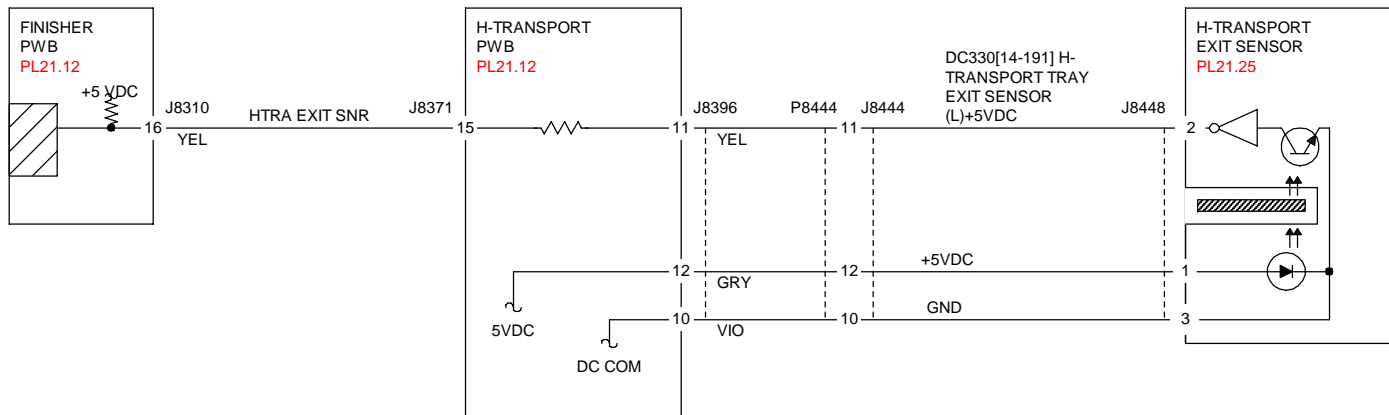 FINISHER
PWB
PL21.12
+5 VDC
16
J8310
YEL
HTRA EXIT SNR
J8371
15
H-TRANSPORT
PWB
PL21.12
11
J8396
YEL
P8444
11
J8444
DC330[14-191] H-
TRANSPORT TRAY
EXIT SENSOR
(L)+5VDC
J8448
2
H-TRANSPORT
EXIT SENSOR
PL21.25
5VDC
12
GRY
12
+5VDC
1
DC COM
10
VIO
10
GND
3